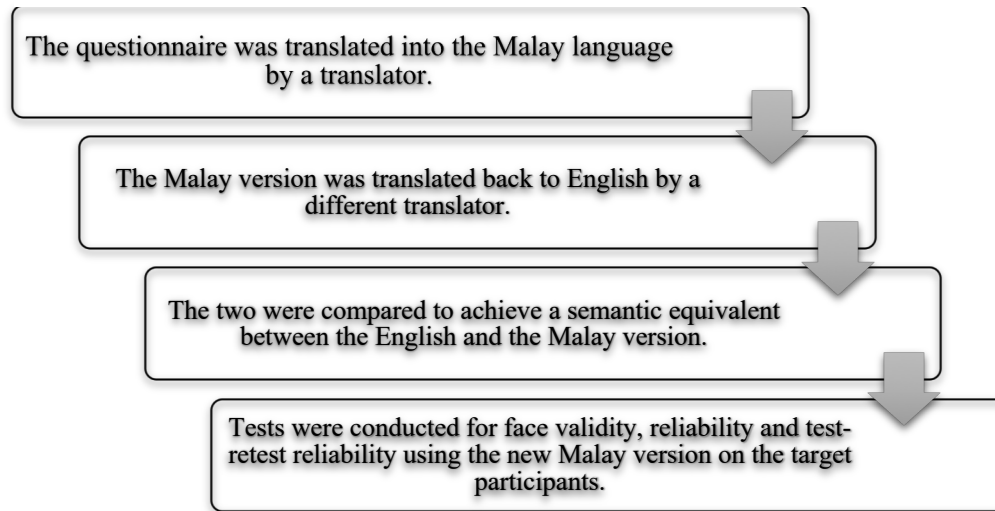 The questionnaire was translated into the Malay language
by a translator.
The Malay version was translated back to English by a
different translator.
The two were compared to achieve a semantic equivalent
between the English and the Malay version.
Tests were conducted for face validity, reliability and test-
retest reliability using the new Malay version on the target
participants.